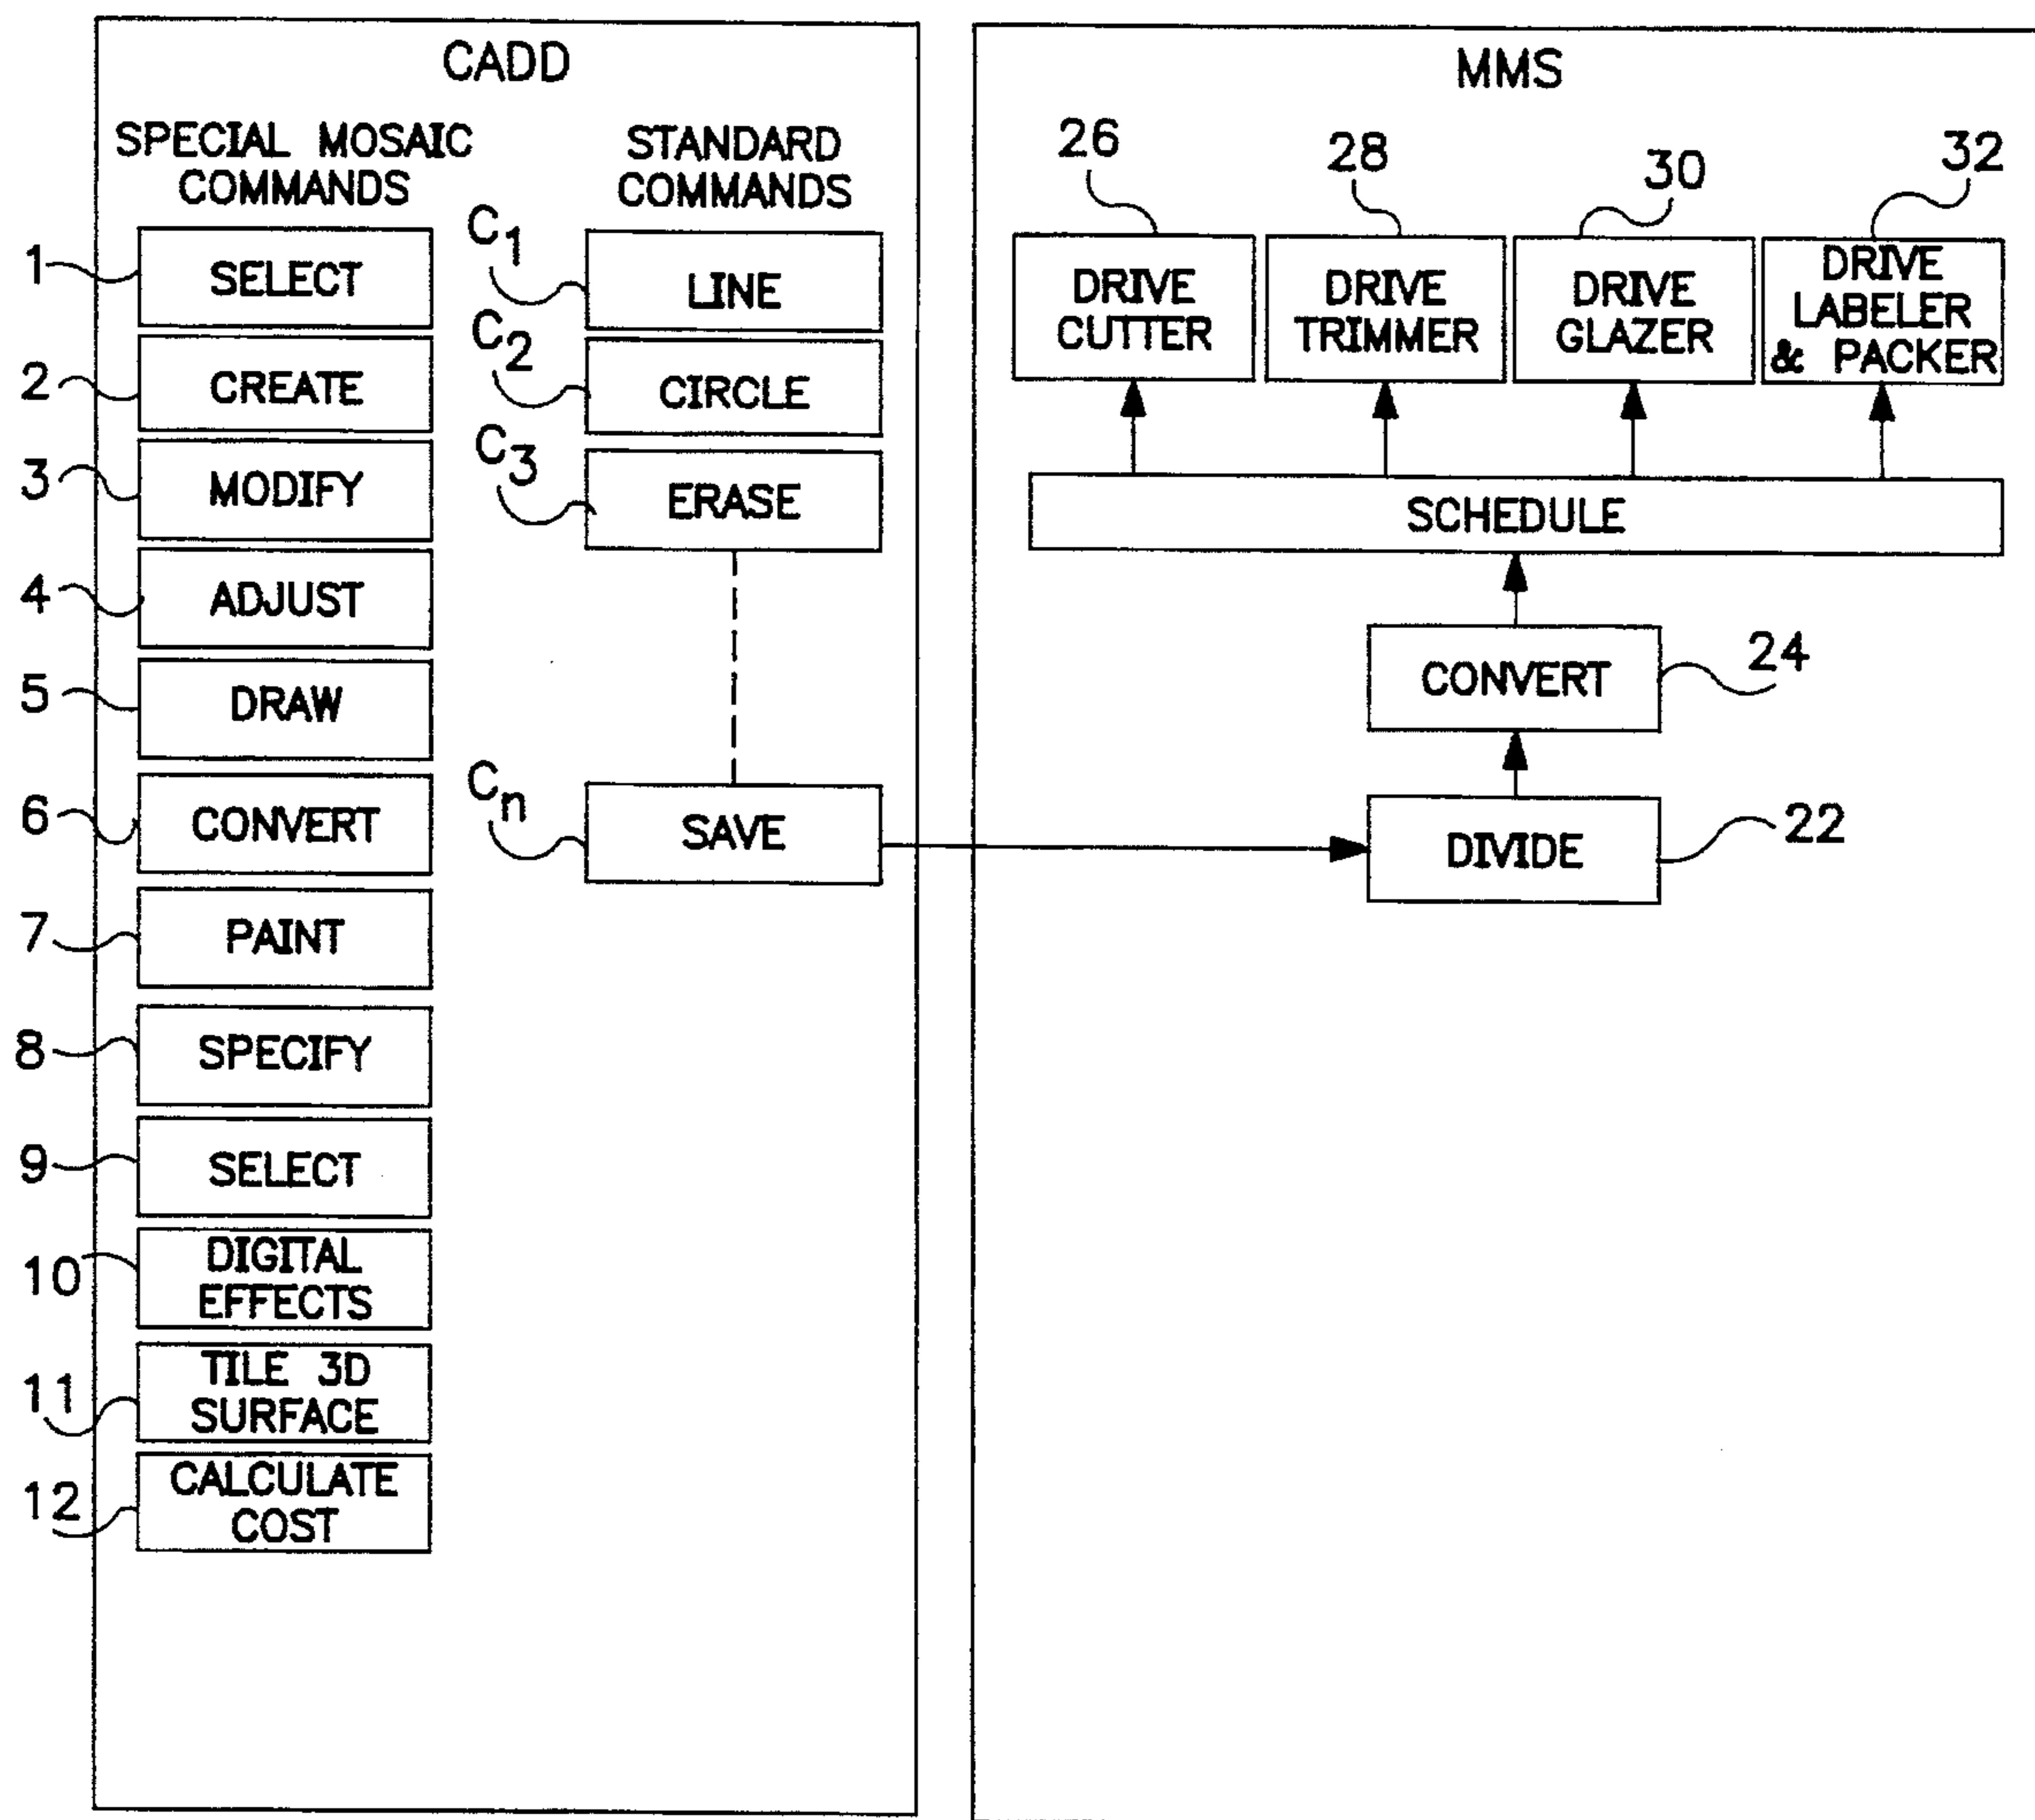 CADD
SPECIAL MOSAIC
COMMANDS
STANDARD
COMMANDS
1
SELECT
2
CREATE
3
MODIFY
4
ADJUST
5
DRAW
6
CONVERT
7
PAINT
8
SPECIFY
9
SELECT
10
DIGITAL
EFFECTS
11
TILE 3D
SURFACE
12
CALCULATE
COST
C1
LINE
C2
CIRCLE
C3
ERASE
Cn
SAVE
MMS
26
DRIVE
CUTTER
28
DRIVE
TRIMMER
30
DRIVE
GLAZER
32
DRIVE
LABELER
& PACKER
SCHEDULE
CONVERT
24
DIVIDE
22